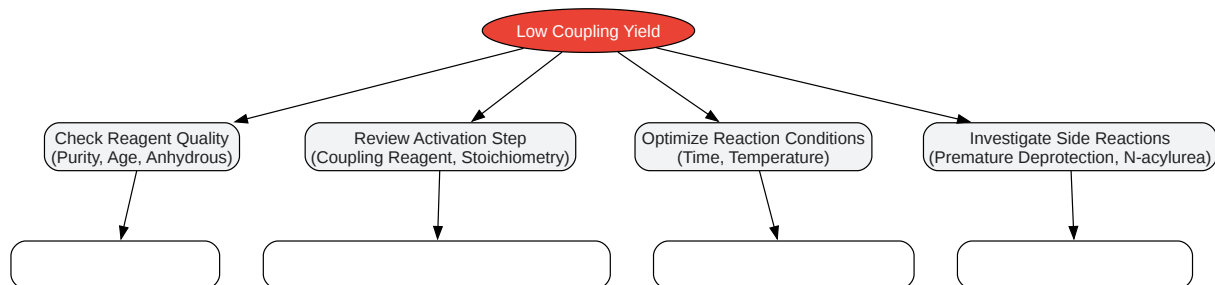 Low Coupling Yield
Check Reagent Quality
(Purity, Age, Anhydrous)
Review Activation Step
(Coupling Reagent, Stoichiometry)
Optimize Reaction Conditions
(Time, Temperature)
Investigate Side Reactions
(Premature Deprotection, N-acylurea)